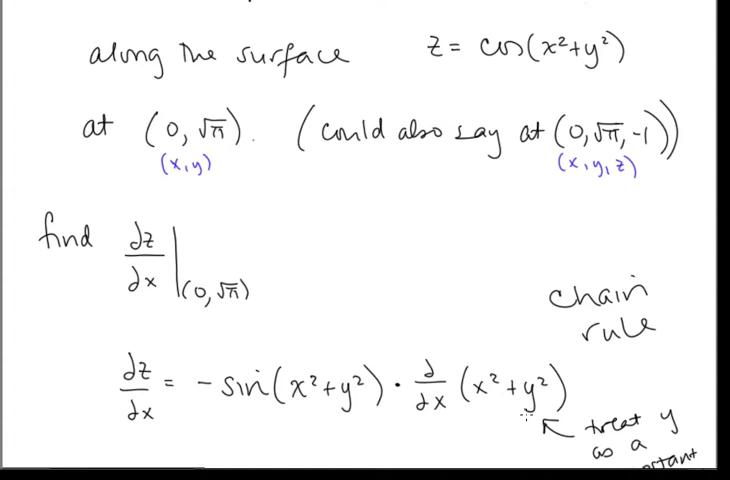 along the surface z = cos(x²+y²)
at (0, √π). (could also say at (0, √π, -1))
(x, y) (x, y, z)
find ∂z/∂x |(0, √π)
chain
rule
∂z/∂x = - sin(x²+y²) · ∂/∂x (x²+y²)
treat y
as a